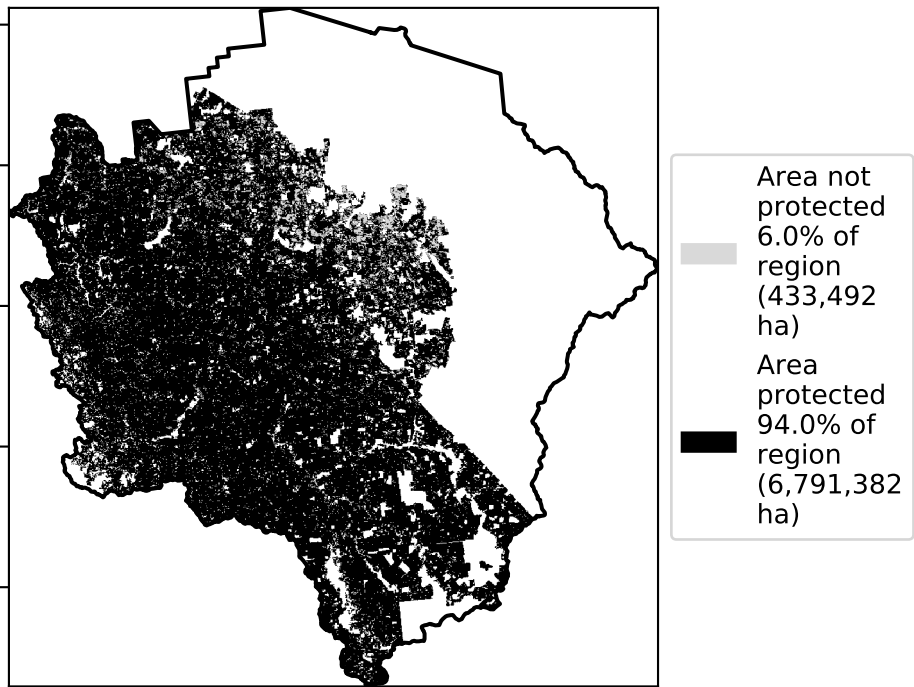 Area not
protected
6.0% of
region
(433,492
ha)
Area
protected
94.0% of
region
(6,791,382
ha)